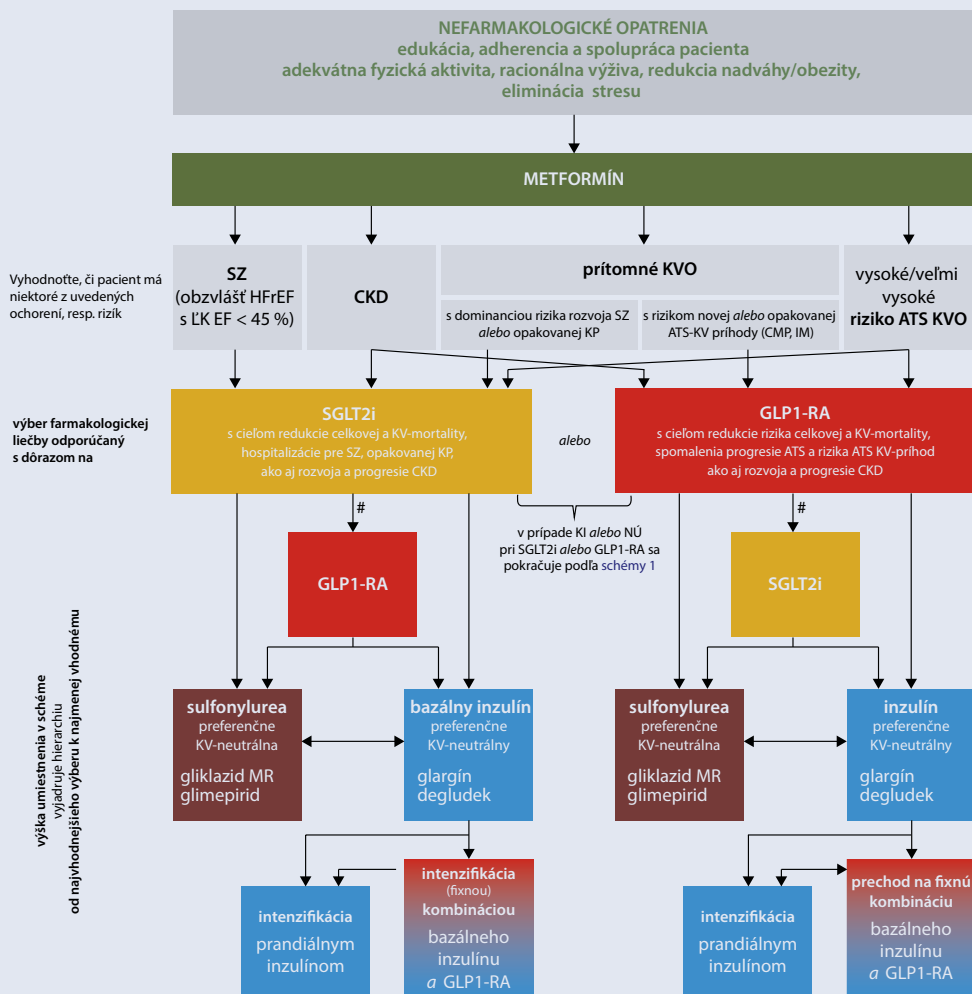 NEFARMAKOLOGICKÉ OPATRENIA
edukácia, adherencia a spolupráca pacienta
adekvátna fyzická aktivita, racionálna výživa, redukcia nadváhy/obezity,
eliminácia stresu
METFORMÍN
Vyhodnoťte, či pacient má
niektoré z uvedených
ochorení, resp. rizík
SZ
(obzvlášť HFrEF
s ĽK EF < 45 %)
CKD
prítomné KVO
s dominanciou rizika rozvoja SZ
alebo opakovanej KP
s rizikom novej alebo opakovanej
ATS-KV príhody (CMP, IM)
vysoké/veľmi
vysoké
riziko ATS KVO
výber farmakologickej
liečby odporúčaný
s dôrazom na
SGLT2i
s cieľom redukcie celkovej a KV-mortality,
hospitalizácie pre SZ, opakovanej KP,
ako aj rozvoja a progresie CKD
alebo
GLP1-RA
s cieľom redukcie rizika celkovej a KV-mortality,
spomalenia progresie ATS a rizika ATS KV-príhod
ako aj rozvoja a progresie CKD
#
v prípade KI alebo NÚ
pri SGLT2i alebo GLP1-RA sa
pokračuje podľa schémy 1
#
GLP1-RA
SGLT2i
výška umiestnenia v schéme
vyjadruje hierarchiu
od najvhodnejšieho výberu k najmenej vhodnému
sulfonylurea
preferenčne
KV-neutrálna
gliklazid MR
glimepirid
bazálny inzulín
preferenčne
KV-neutrálny
glargín
degludek
sulfonylurea
preferenčne
KV-neutrálna
gliklazid MR
glimepirid
inzulín
preferenčne
KV-neutrálny
glargín
degludek
intenzifikácia
prandiálnym
inzulínom
intenzifikácia
(fixnou)
kombináciou
bazálneho
inzulínu
a GLP1-RA
intenzifikácia
prandiálnym
inzulínom
prechod na fixnú
kombináciu
bazálneho
inzulínu
a GLP1-RA